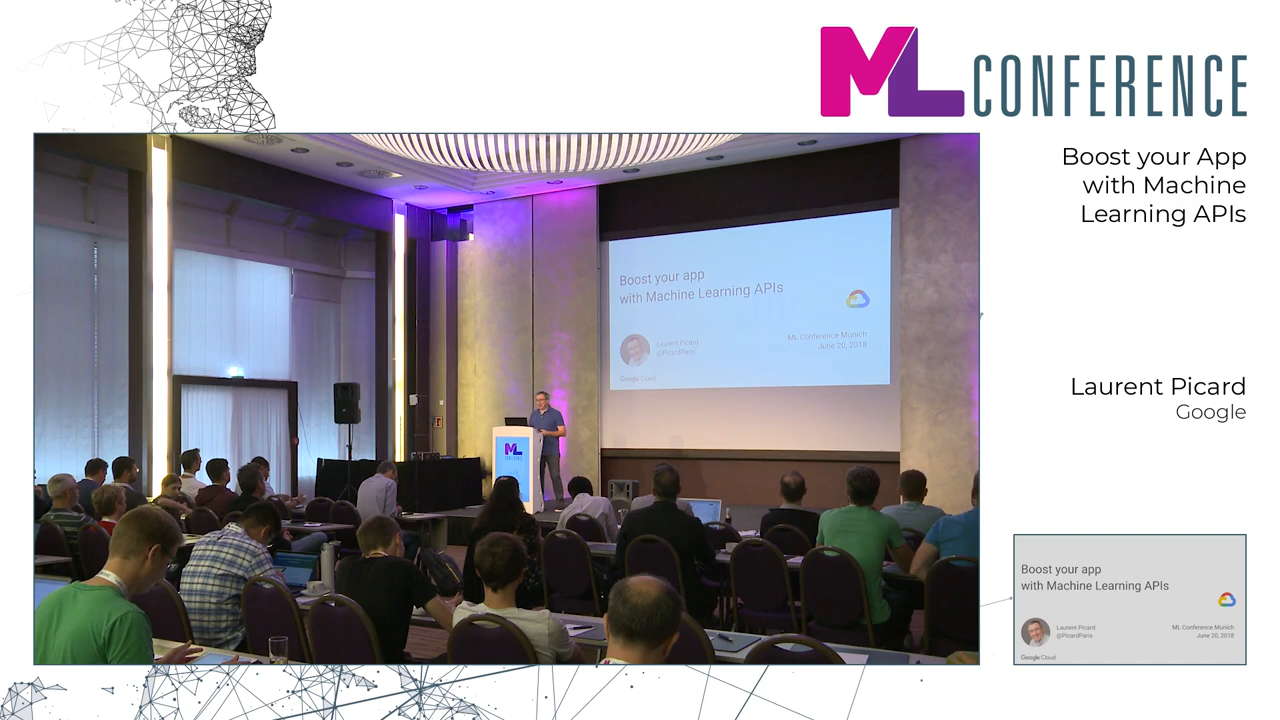 ML CONFERENCE
Boost your App
with Machine
Learning APIs
Laurent Picard
Google
Boost your app
with Machine Learning APIs
Laurent Picard
@PicardParis
ML Conference Munich
June 20, 2018
Google Cloud
ML
CONFERENCE
Boost your app
with Machine Learning APIs
Laurent Picard
@PicardParis
ML Conference Munich
June 20, 2018
Google Cloud